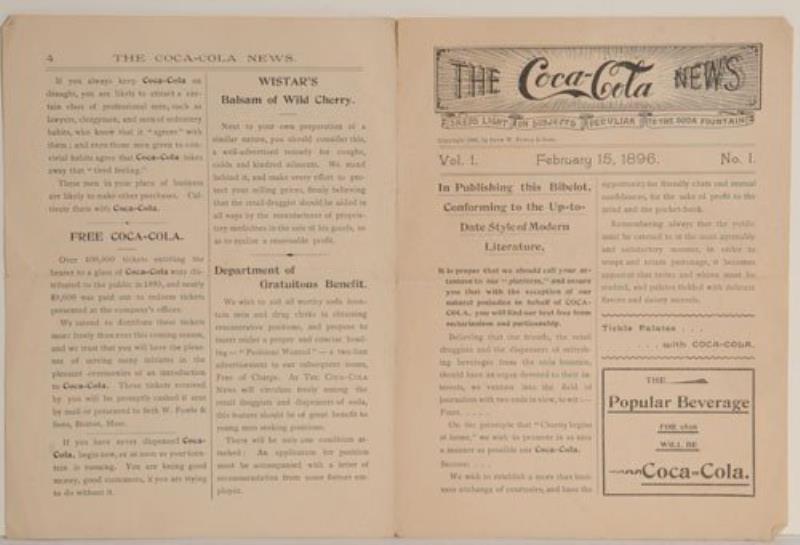 4 THE COCA-COLA NEWS.
If you always keep Coca-Cola on
draught, you are likely to attract a cer-
tain class of professional men, such as
lawyers, clergymen, and men of sedentary
habits, who know that it "agrees" with
them; and even those men given to con-
vivial habits agree that Coca-Cola takes
away that "tired feeling."
These men in your place of business
are likely to make other purchases. Cul-
tivate them with Coca-Cola.
FREE COCA-COLA.
Over tickets entitling the
bearer to a glass of Coca-Cola were dis-
tributed to the public in 1895, and nearly
was paid out to redeem tickets
presented at the company's offices.
We intend to distribute these tickets
more freely than ever this coming season,
and we trust that you will have the pleas-
ure of serving many initiates in the
pleasant ceremonies of an introduction
to Coca-Cola. These tickets received
by you will be promptly cashed if sent
by mail or presented to Seth W. Fowle &
Sons, Boston, Mass.
If you have never dispensed Coca-
Cola, begin now, or as soon as your foun-
tain is running. You are losing good
money, good customers, if you are trying
to do without it.
WISTAR'S
Balsam of Wild Cherry.
Next to your own preparation of a
similar nature, you should consider this,
a well-advertised remedy for coughs,
colds and kindred ailments. We stand
behind it, and make every effort to pro-
tect your selling prices, firmly believing
that the retail druggist should be aided in
all ways by the manufacturer of proprie-
tary medicines in the sale of his goods, so
as to realize a reasonable profit.
Department of
Gratuitous Benefit.
We wish to aid all worthy soda foun-
tain men and drug clerks in obtaining
remunerative positions, and propose to
insert under a proper and concise head-
ing — "Positions Wanted" — a two-line
advertisement in our subsequent issues,
Free of Charge. As The Coca-Cola
News will circulate freely among the
retail druggists and dispensers of soda,
this feature should be of great benefit to
young men seeking positions.
There will be only one condition at-
tached: An application for position
must be accompanied with a letter of
recommendation from some former em-
ployer.
THE Coca-Cola NEWS
SHEDS LIGHT ON SUBJECTS PECULIAR TO THE SODA FOUNTAIN
Copyright 1896, by Seth W. Fowle & Sons.
Vol. 1. February 15, 1896. No. 1.
In Publishing this Bibelot,
Conforming to the Up-to-
Date Style of Modern
Literature,
It is proper that we should call your at-
tention to our "platform," and assure
you that with the exception of our
natural prejudice in behalf of COCA-
COLA, you will find our text free from
sectarianism and partisanship.
Believing that our friends, the retail
druggists and the dispensers of refresh-
ing beverages from the soda fountain,
should have an organ devoted to their in-
terests, we venture into the field of
journalism with two ends in view, to wit:—
First. . . . .
On the principle that "Charity begins
at home," we wish to promote in as
a manner as possible our Coca-Cola.
Second: . . .
We wish to establish a more than
exchange of courtesies, and have the
opportunity for friendly chats and mutual
confidences, for the sake of profit to the
mind and the pocket-book.
Remembering always that the public
must be catered to in the most agreeable
and satisfactory manner, in order to
tempt and retain patronage, it becomes
apparent that tastes and whims must be
studied, and palates tickled with delicate
flavors and dainty morsels.
Tickle Palates . . .
. . . with COCA-COLA.
THE
Popular Beverage
FOR 1896
WILL BE
Coca-Cola.